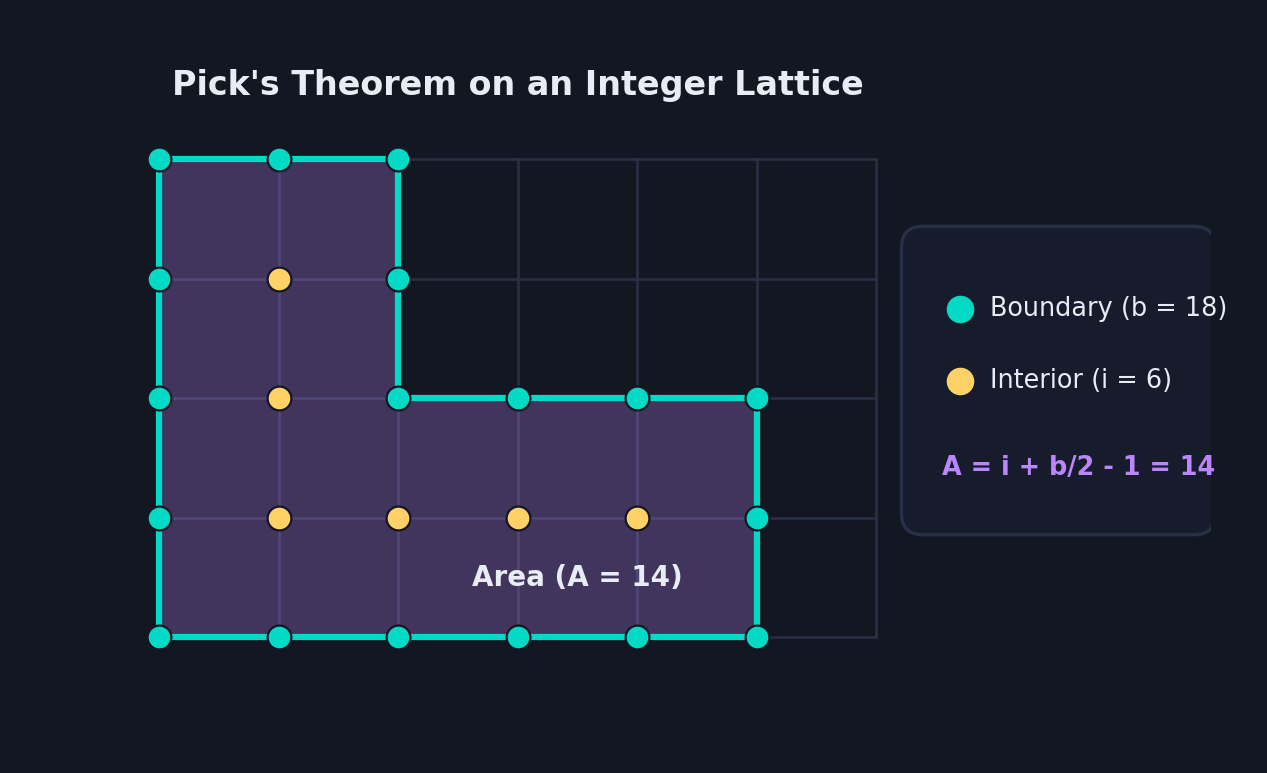 Pick's Theorem on an Integer Lattice
Boundary (b = 18)
Interior (i = 6)
A = i + b/2 - 1 = 14
Area (A = 14)